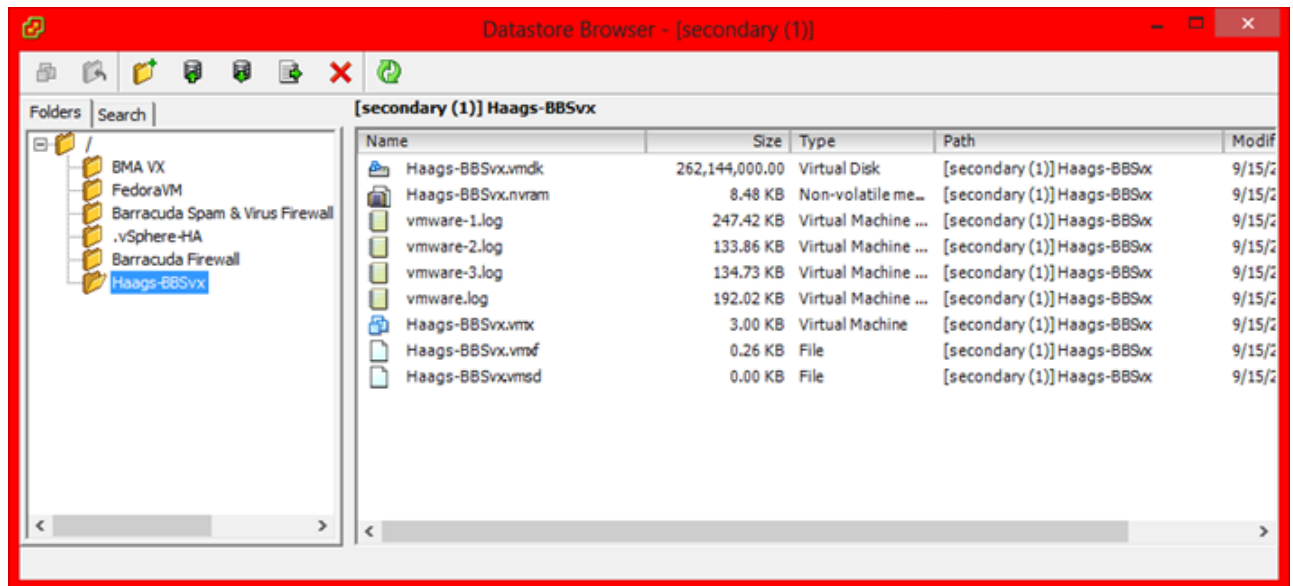 Datastore Browser - [secondary (1)]
Folders Search
[secondary (1)] Haags-BBSvx
/
BMA VX
FedoraVM
Barracuda Spam & Virus Firewall
.vSphere-HA
Barracuda Firewall
Haags-BBSvx
Name Size Type Path Modif
Haags-BBSvx.vmdk 262,144,000.00 Virtual Disk [secondary (1)] Haags-BBSvx 9/15/2
Haags-BBSvx.nvram 8.48 KB Non-volatile me... [secondary (1)] Haags-BBSvx 9/15/2
vmware-1.log 247.42 KB Virtual Machine ... [secondary (1)] Haags-BBSvx 9/15/2
vmware-2.log 133.86 KB Virtual Machine ... [secondary (1)] Haags-BBSvx 9/15/2
vmware-3.log 134.73 KB Virtual Machine ... [secondary (1)] Haags-BBSvx 9/15/2
vmware.log 192.02 KB Virtual Machine ... [secondary (1)] Haags-BBSvx 9/15/2
Haags-BBSvx.vmx 3.00 KB Virtual Machine [secondary (1)] Haags-BBSvx 9/15/2
Haags-BBSvx.vmxf 0.26 KB File [secondary (1)] Haags-BBSvx 9/15/2
Haags-BBSvx.vmsd 0.00 KB File [secondary (1)] Haags-BBSvx 9/15/2